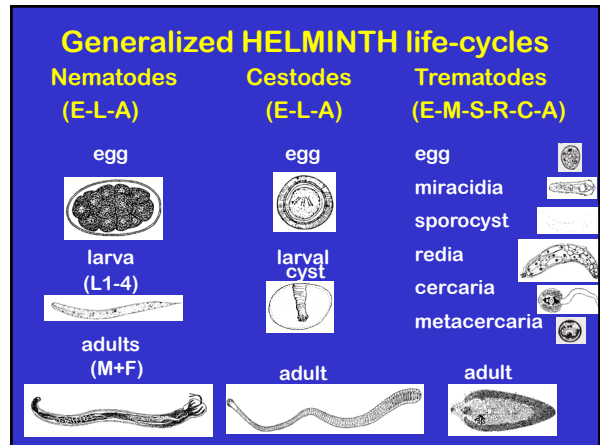 Generalized HELMINTH life-cycles
Nematodes
(E-L-A)
egg
larva
(L1-4)
adults
(M+F)
Cestodes
(E-L-A)
egg
larval
cyst
adult
Trematodes
(E-M-S-R-C-A)
egg
miracidia
sporocyst
redia
cercaria
metacercaria
adult